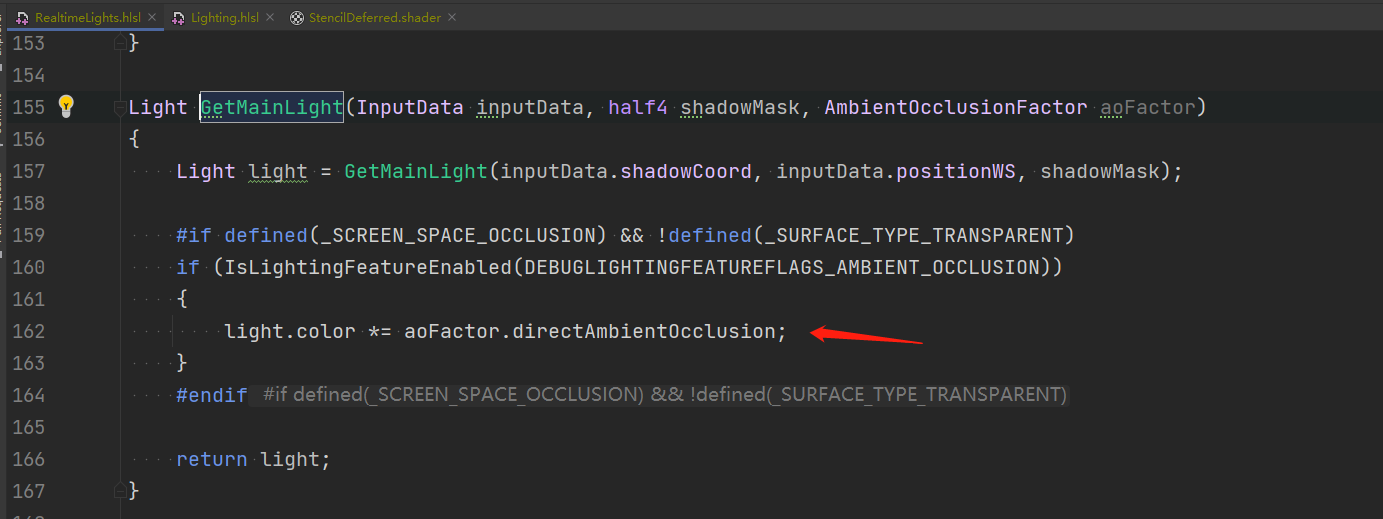 RealtimeLights.hlsl × Lighting.hlsl × StencilDeferred.shader ×
153 }
154
155 Light GetMainLight(InputData inputData, half4 shadowMask, AmbientOcclusionFactor aoFactor)
156 {
157 Light light = GetMainLight(inputData.shadowCoord, inputData.positionWS, shadowMask);
158
159 #if defined(_SCREEN_SPACE_OCCLUSION) && !defined(_SURFACE_TYPE_TRANSPARENT)
160 if (IsLightingFeatureEnabled(DEBUGLIGHTINGFEATUREFLAGS_AMBIENT_OCCLUSION))
161 {
162 light.color *= aoFactor.directAmbientOcclusion;
163 }
164 #endif #if defined(_SCREEN_SPACE_OCCLUSION) && !defined(_SURFACE_TYPE_TRANSPARENT)
165
166 return light;
167 }